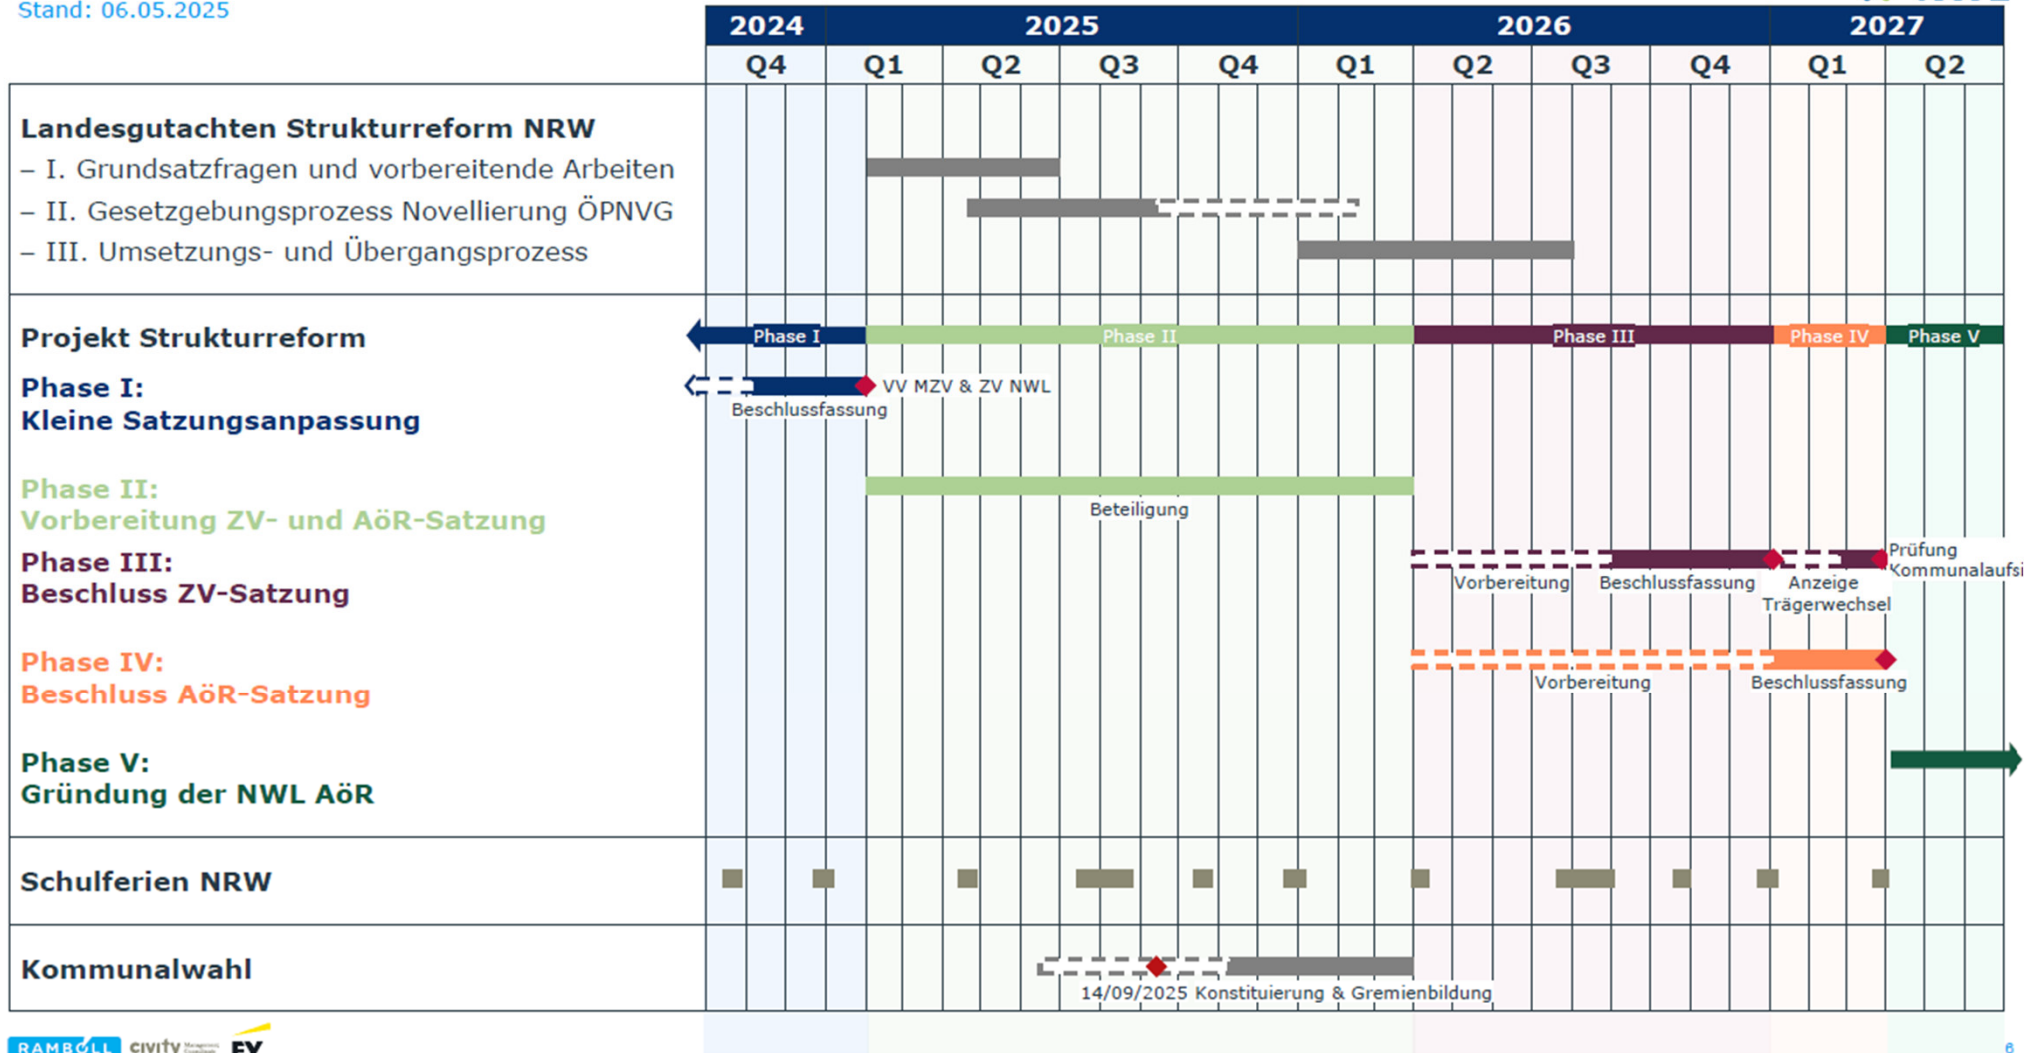 Stand: 06.05.2025
2024 2025 2026 2027
Q4 Q1 Q2 Q3 Q4 Q1 Q2 Q3 Q4 Q1 Q2
Landesgutachten Strukturreform NRW
– I. Grundsatzfragen und vorbereitende Arbeiten
– II. Gesetzgebungsprozess Novellierung ÖPNVG
– III. Umsetzungs- und Übergangsprozess
Projekt Strukturreform
Phase I Phase II Phase III Phase IV Phase V
Phase I:
Kleine Satzungsanpassung
VV MZV & ZV NWL
Beschlussfassung
Phase II:
Vorbereitung ZV- und AöR-Satzung
Beteiligung
Phase III:
Beschluss ZV-Satzung
Vorbereitung Beschlussfassung Anzeige
Trägerwechsel
Prüfung
Kommunalaufsi
Phase IV:
Beschluss AöR-Satzung
Vorbereitung Beschlussfassung
Phase V:
Gründung der NWL AöR
Schulferien NRW
Kommunalwahl
14/09/2025 Konstituierung & Gremienbildung
RAMBOLL civity EY
6